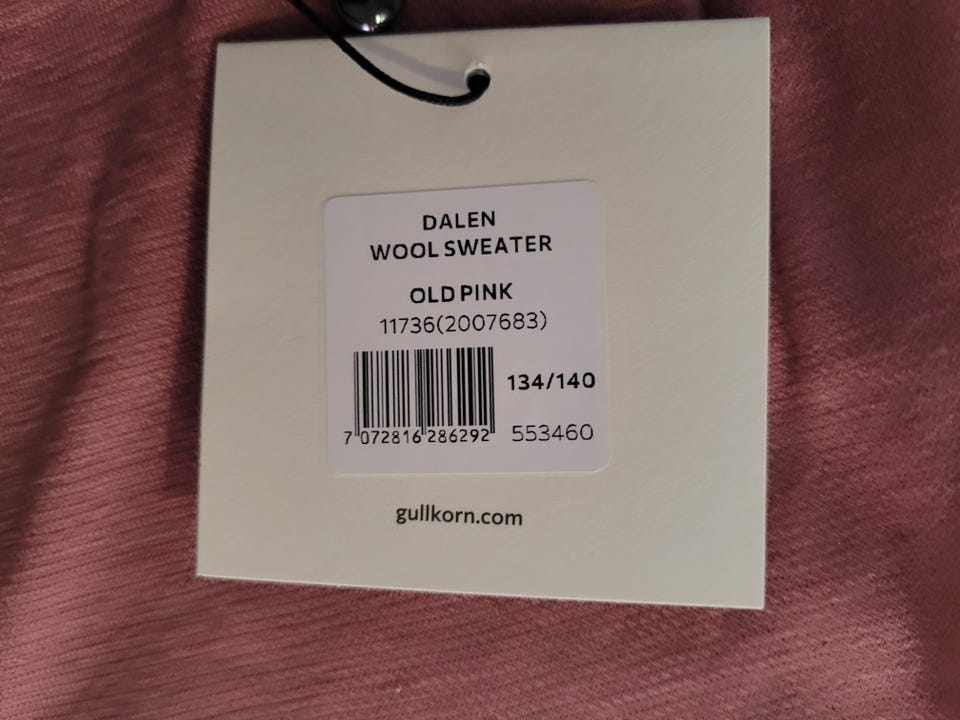 DALEN
WOOL SWEATER
OLD PINK
11736(2007683)
134/140
7 072816 286292
553460
gullkorn.com